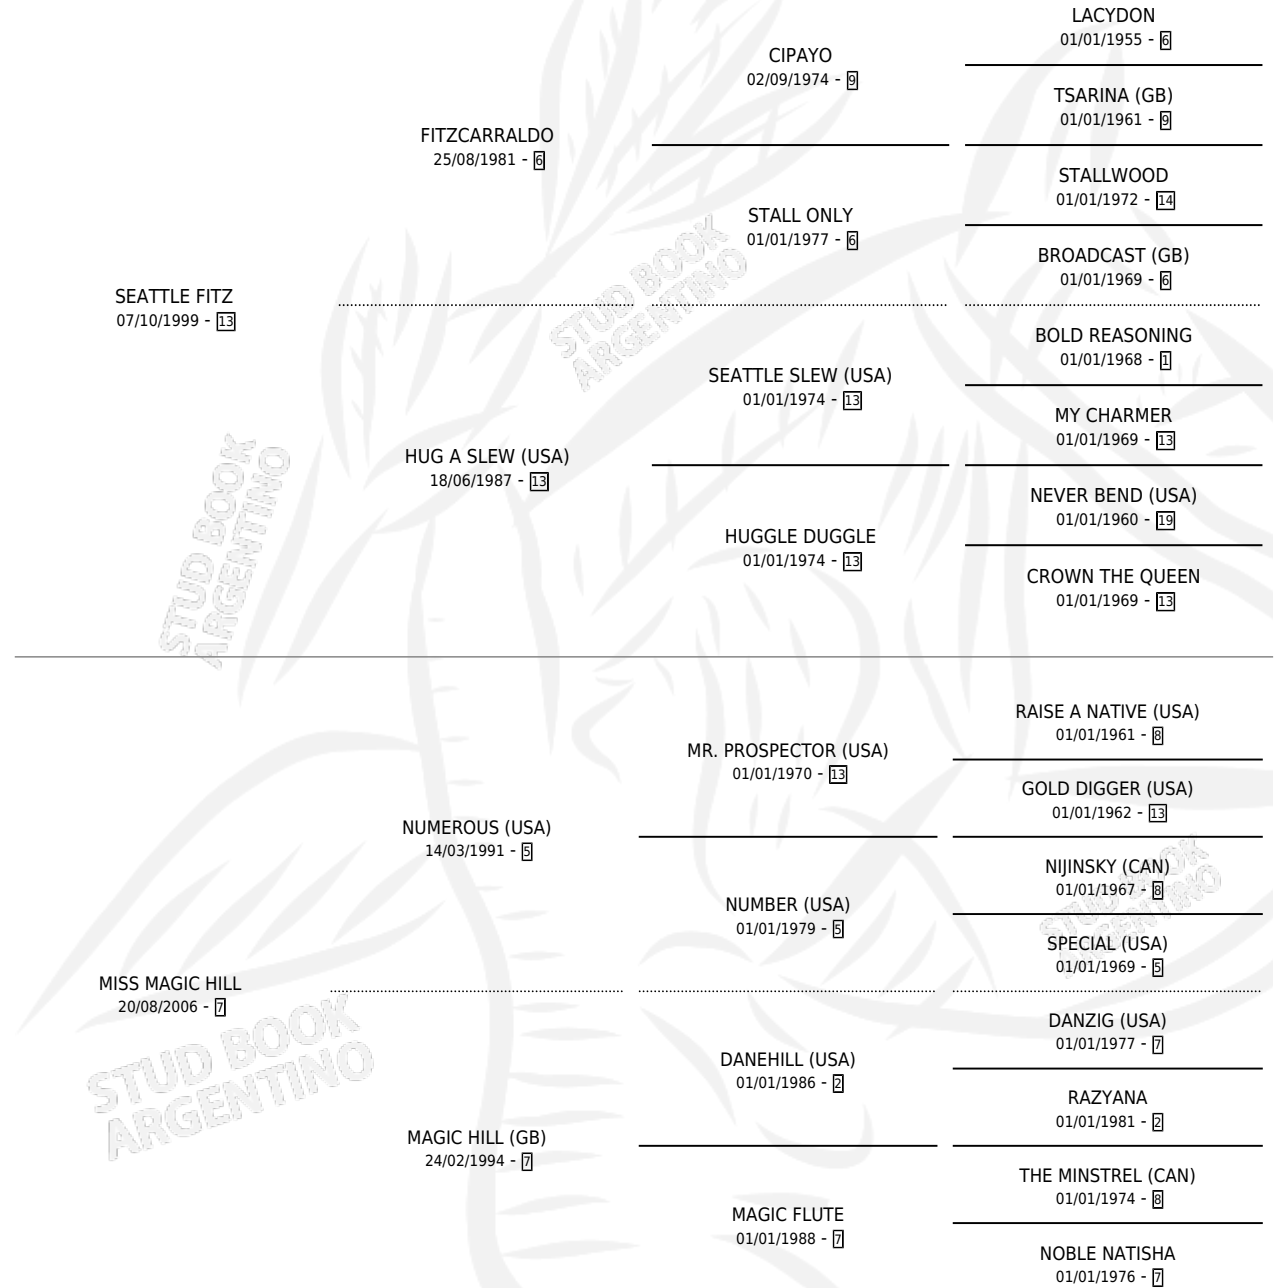 LACYDON
01/01/1955 - 6
CIPAYO
02/09/1974 - 9
TSARINA (GB)
01/01/1961 - 9
FITZCARRALDO
25/08/1981 - 6
STALLWOOD
01/01/1972 - 14
STALL ONLY
01/01/1977 - 6
BROADCAST (GB)
01/01/1969 - 6
SEATTLE FITZ
07/10/1999 - 13
STUD BOOK
ARGENTINO
BOLD REASONING
01/01/1968 - 1
SEATTLE SLEW (USA)
01/01/1974 - 13
MY CHARMER
01/01/1969 - 13
HUG A SLEW (USA)
18/06/1987 - 13
NEVER BEND (USA)
01/01/1960 - 19
HUGGLE DUGGLE
01/01/1974 - 13
CROWN THE QUEEN
01/01/1969 - 13
STUD BOOK
ARGENTINO
RAISE A NATIVE (USA)
01/01/1961 - 8
MR. PROSPECTOR (USA)
01/01/1970 - 13
GOLD DIGGER (USA)
01/01/1962 - 13
NUMEROUS (USA)
14/03/1991 - 5
NIJINSKY (CAN)
01/01/1967 - 8
NUMBER (USA)
01/01/1979 - 5
STUD BOOK
ARGENTINO
SPECIAL (USA)
01/01/1969 - 5
MISS MAGIC HILL
20/08/2006 - 7
STUD BOOK
ARGENTINO
DANZIG (USA)
01/01/1977 - 7
DANEHILL (USA)
01/01/1986 - 2
RAZYANA
01/01/1981 - 2
MAGIC HILL (GB)
24/02/1994 - 7
THE MINSTREL (CAN)
01/01/1974 - 8
MAGIC FLUTE
01/01/1988 - 7
NOBLE NATISHA
01/01/1976 - 7